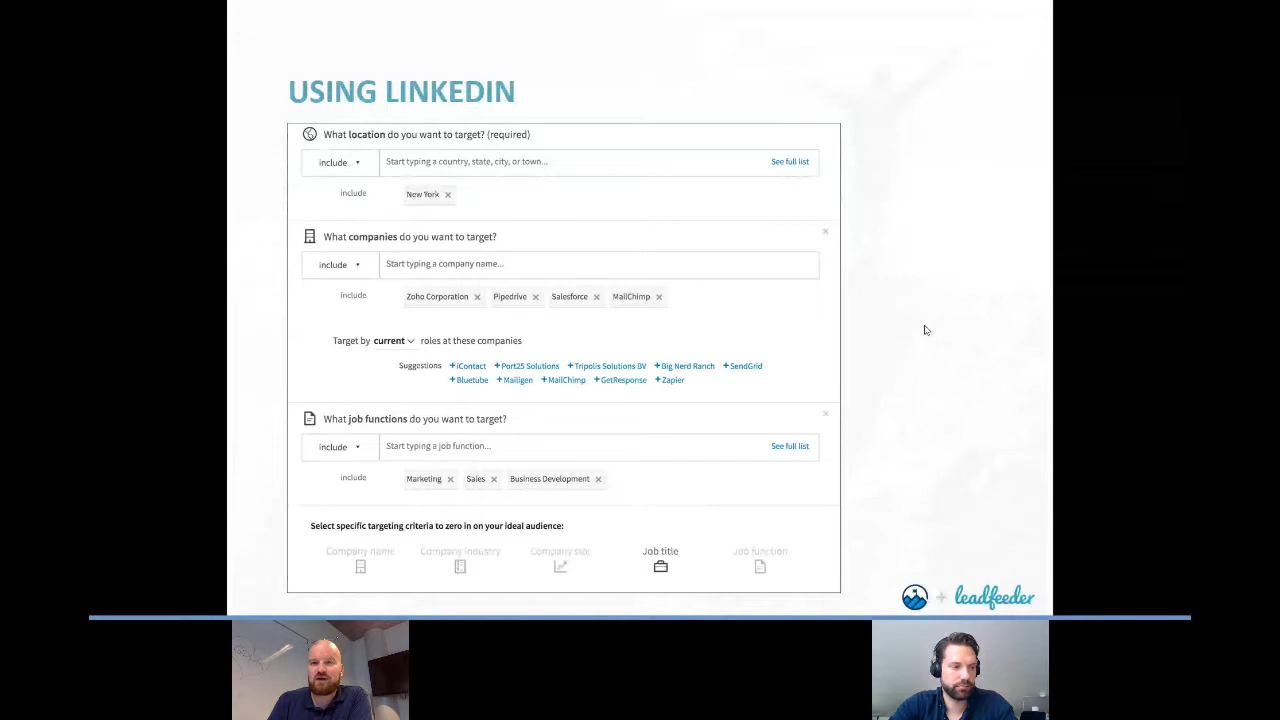 USING LINKEDIN
What location do you want to target? (required)
include Start typing a country, state, city, or town... See full list
include New York ×
What companies do you want to target? ×
include Start typing a company name...
include Zoho Corporation × Pipedrive × Salesforce × MailChimp ×
Target by current roles at these companies
Suggestions +iContact +Port25 Solutions +Tripolis Solutions BV +Big Nerd Ranch +SendGrid
+Bluetube +Mailigen +MailChimp +GetResponse +Zapier
What job functions do you want to target? ×
include Start typing a job function... See full list
include Marketing × Sales × Business Development ×
Select specific targeting criteria to zero in on your ideal audience:
Company name Company industry Company size Job title Job function
+ leadfeeder